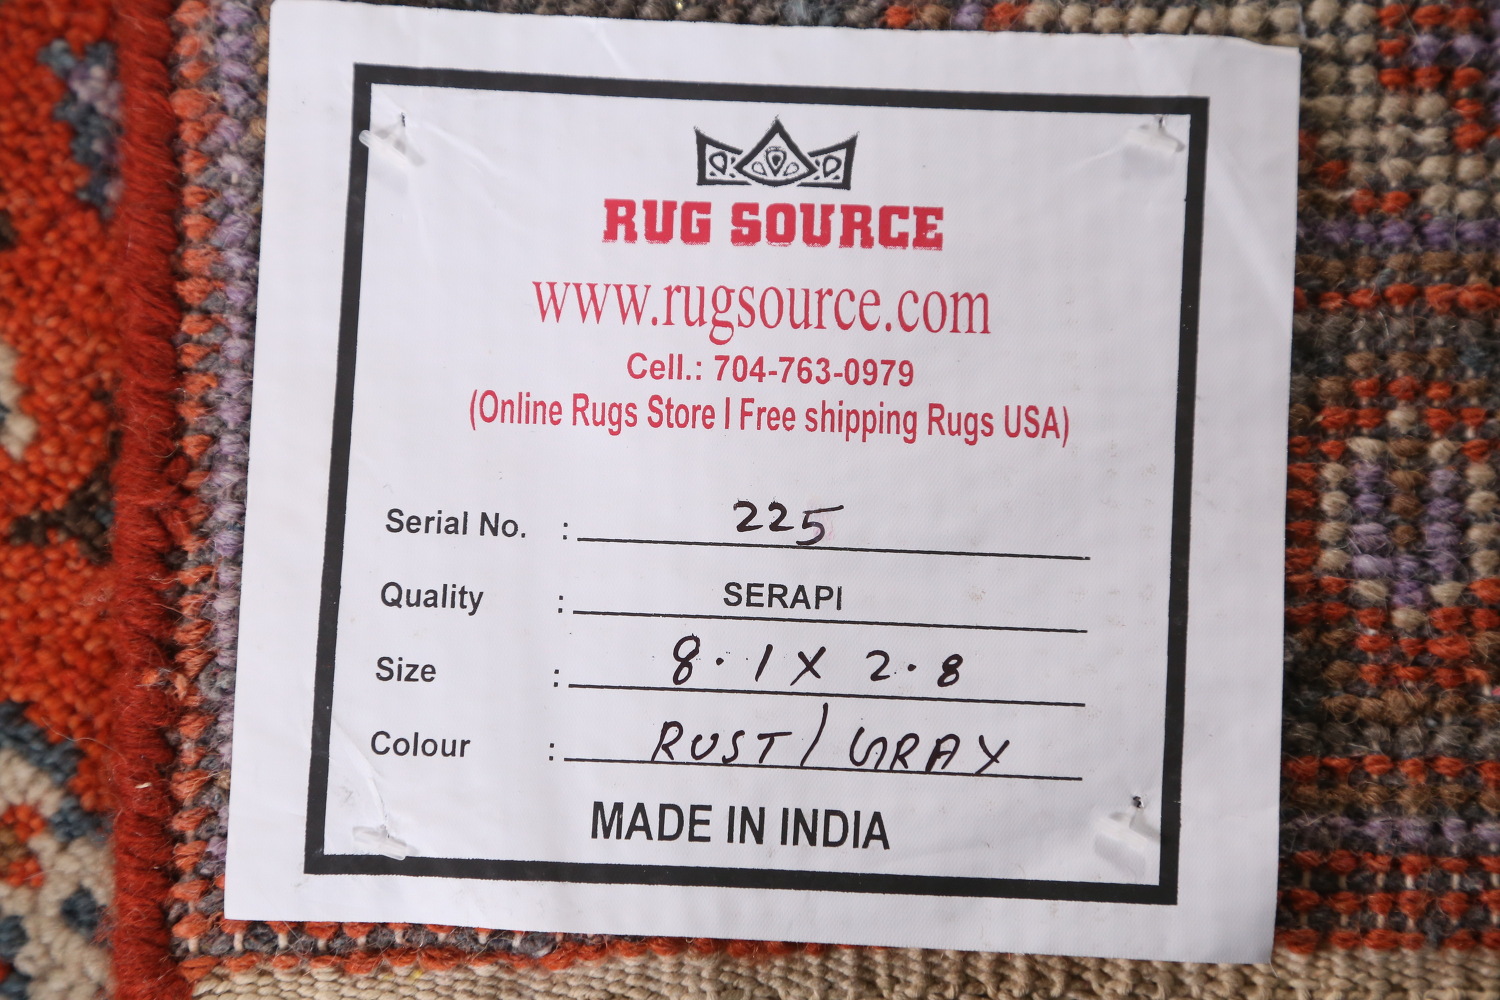 RUG SOURCE
www.rugsource.com
Cell.: 704-763-0979
(Online Rugs Store I Free shipping Rugs USA)
Serial No. : 225
Quality : SERAPI
Size : 8.1 X 2.8
Colour : RUST/GRAY
MADE IN INDIA